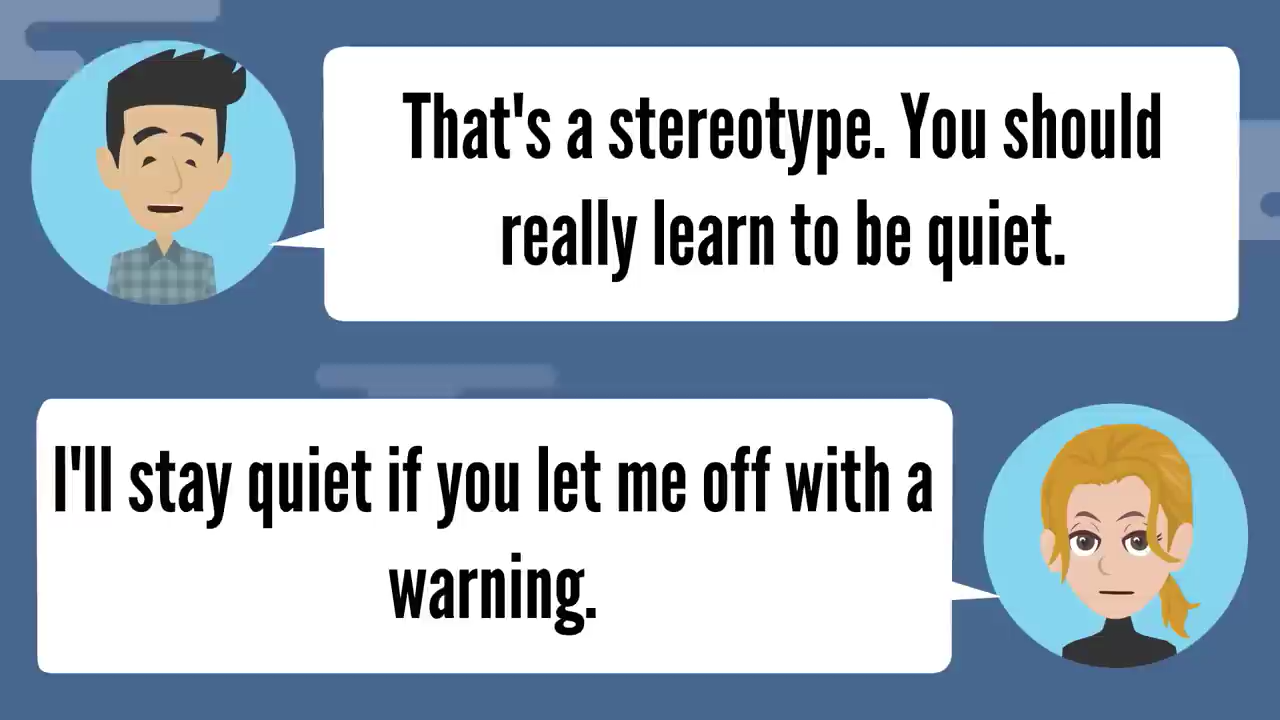 That's a stereotype. You should
really learn to be quiet.
I'll stay quiet if you let me off with a
warning.